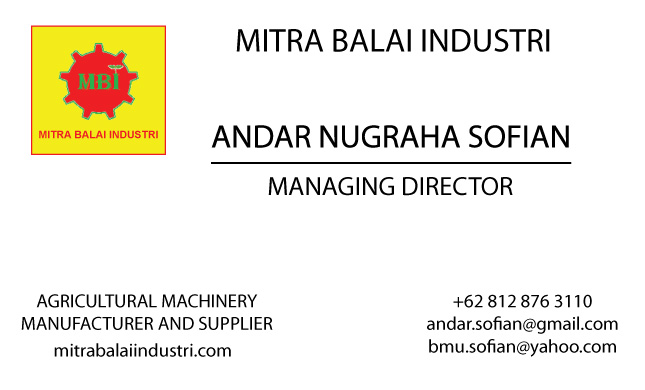 MITRA BALAI INDUSTRI
MBI
MITRA BALAI INDUSTRI
ANDAR NUGRAHA SOFIAN
MANAGING DIRECTOR
AGRICULTURAL MACHINERY
MANUFACTURER AND SUPPLIER
mitrabalaiindustri.com
+62 812 876 3110
andar.sofian@gmail.com
bmu.sofian@yahoo.com